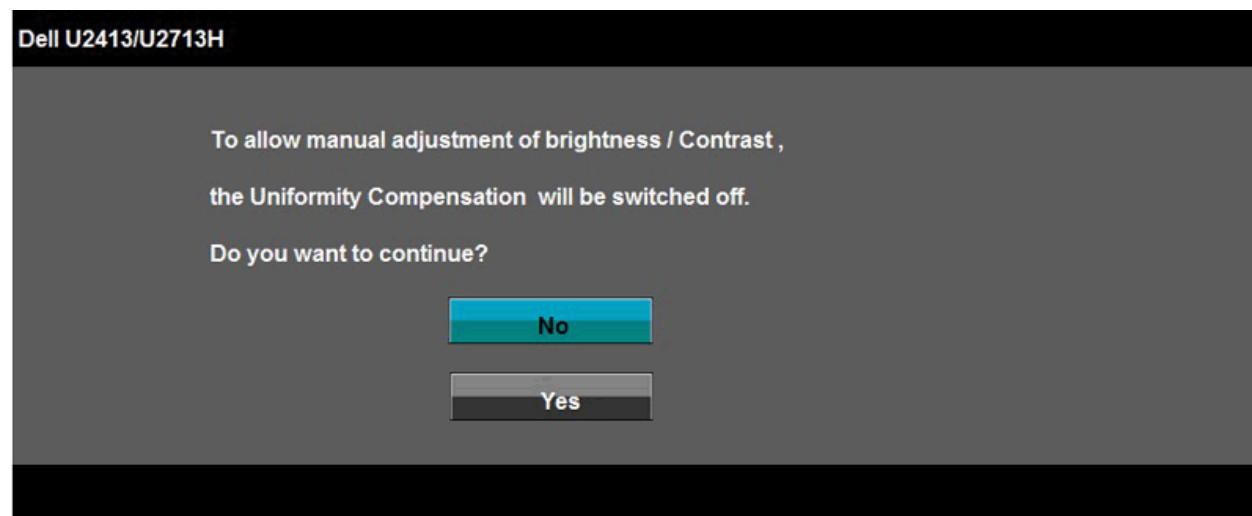 Dell U2413/U2713H
To allow manual adjustment of brightness / Contrast ,
the Uniformity Compensation  will be switched off.
Do you want to continue?
No
Yes